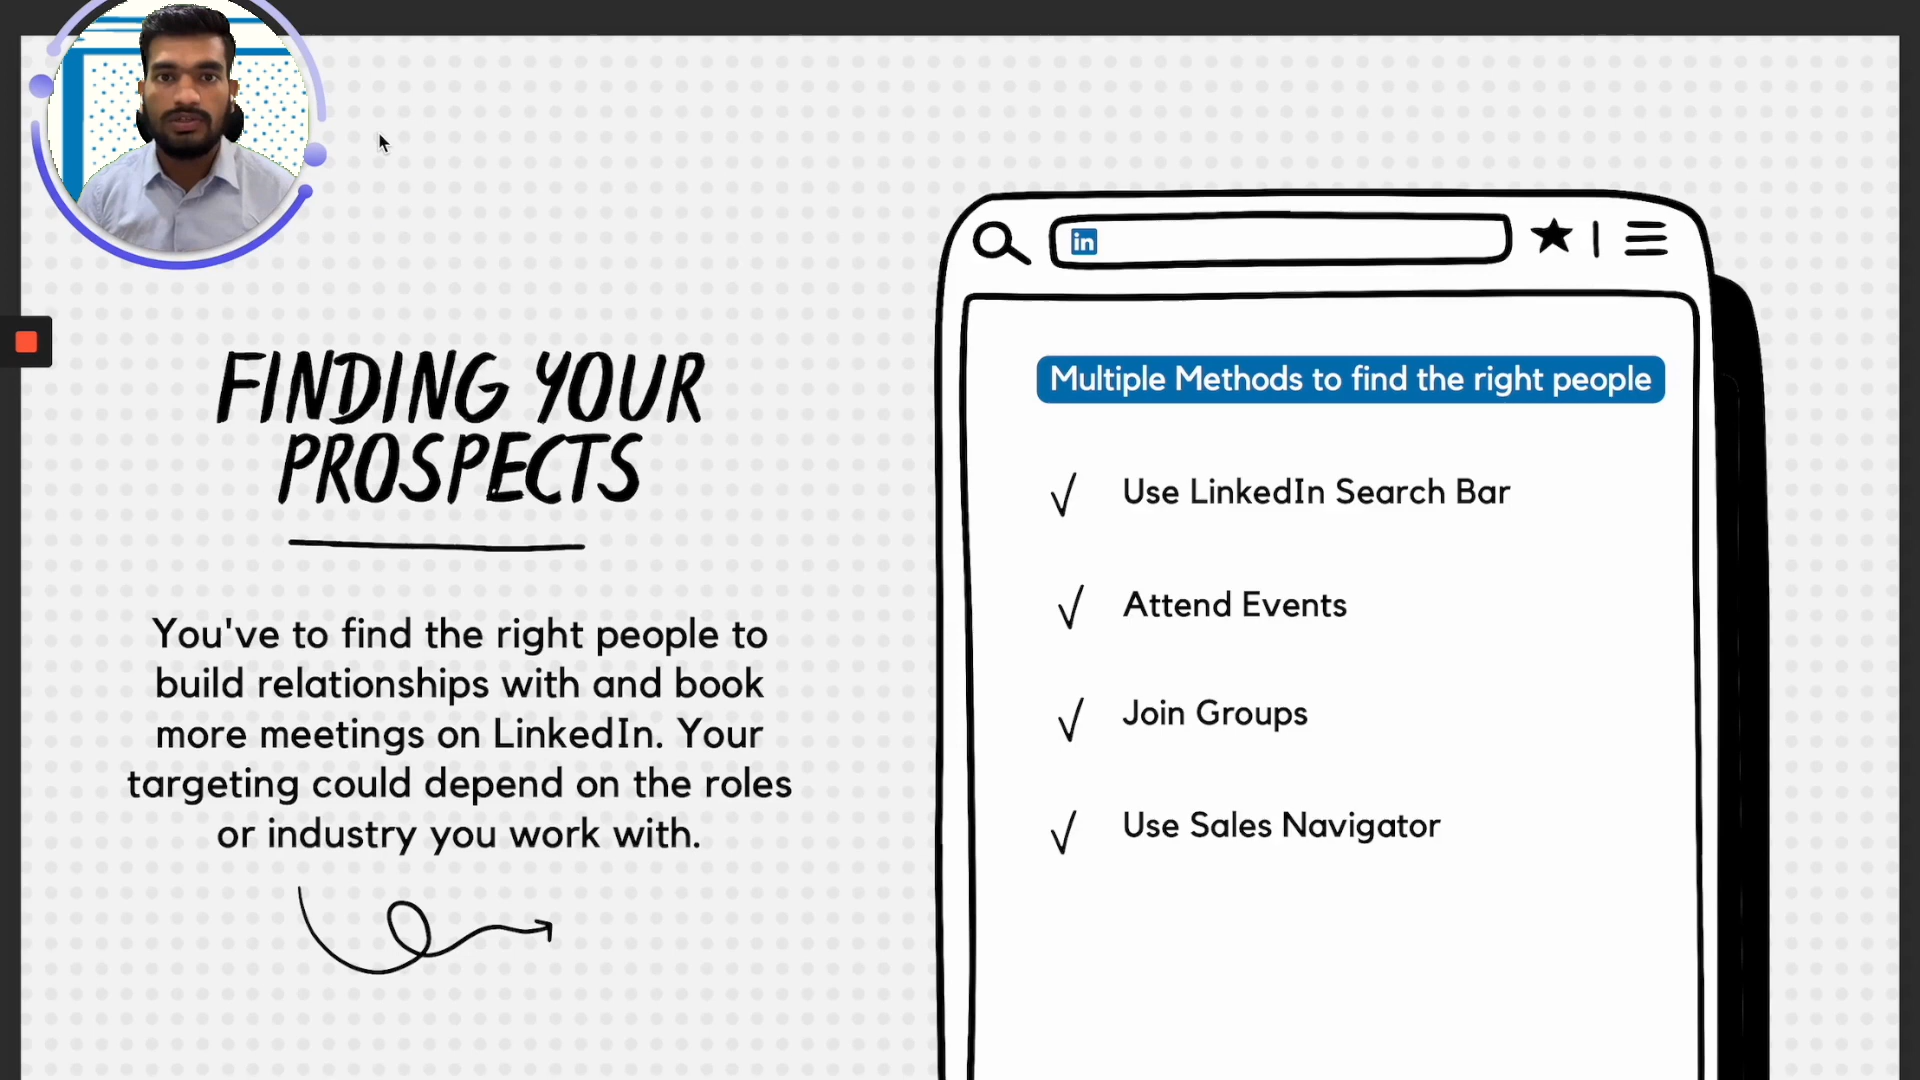 FINDING YOUR
PROSPECTS
You've to find the right people to
build relationships with and book
more meetings on LinkedIn. Your
targeting could depend on the roles
or industry you work with.
in
Multiple Methods to find the right people
Use LinkedIn Search Bar
Attend Events
Join Groups
Use Sales Navigator